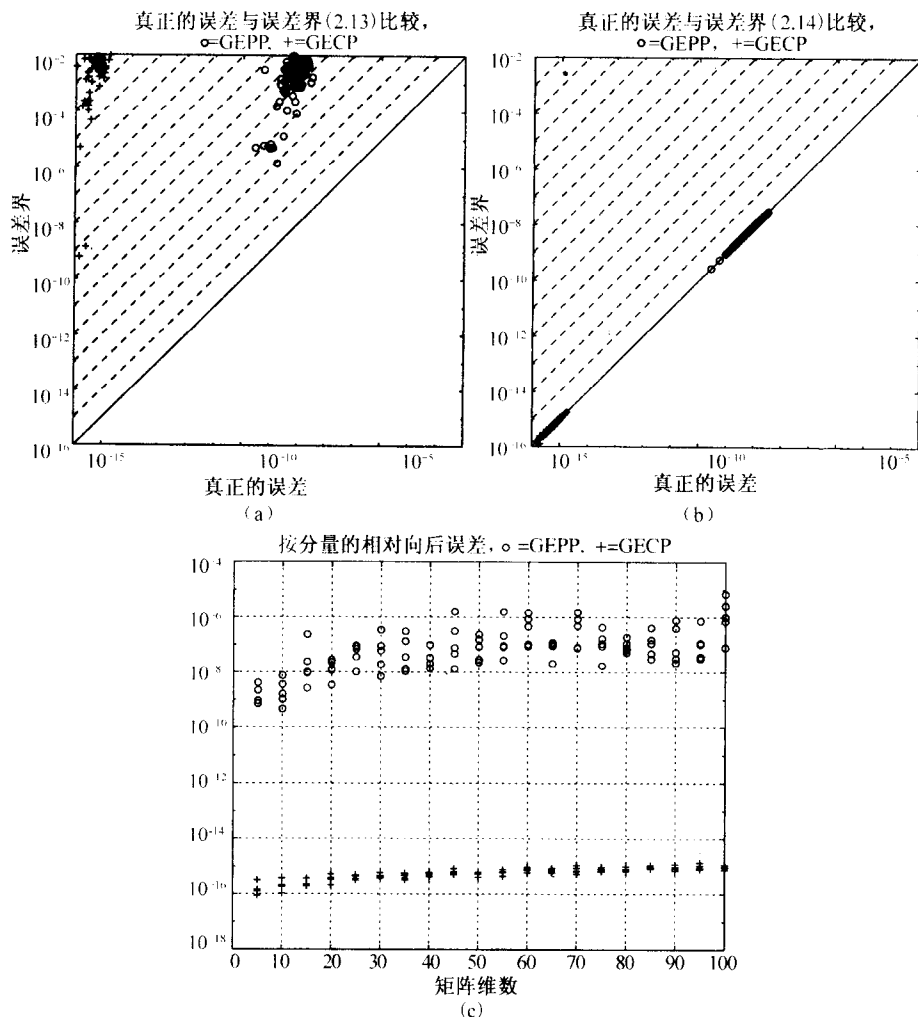 真正的误差与误差界(2.13)比较,
o=GEPP, +=GECP
10⁻²
10⁻⁴
10⁻⁶
10⁻⁸
10⁻¹⁰
10⁻¹²
10⁻¹⁴
10⁻¹⁶
误差界
10⁻¹⁵ 10⁻¹⁰ 10⁻⁵
真正的误差
(a)
真正的误差与误差界(2.14)比较,
o=GEPP, +=GECP
10⁻²
10⁻⁴
10⁻⁶
10⁻⁸
10⁻¹⁰
10⁻¹²
10⁻¹⁴
10⁻¹⁶
误差界
10⁻¹⁵ 10⁻¹⁰ 10⁻⁵
真正的误差
(b)
按分量的相对向后误差, o=GEPP、+=GECP
10⁻⁴
10⁻⁶
10⁻⁸
10⁻¹⁰
10⁻¹²
10⁻¹⁴
10⁻¹⁶
10⁻¹⁸
0 10 20 30 40 50 60 70 80 90 100
矩阵维数
(c)